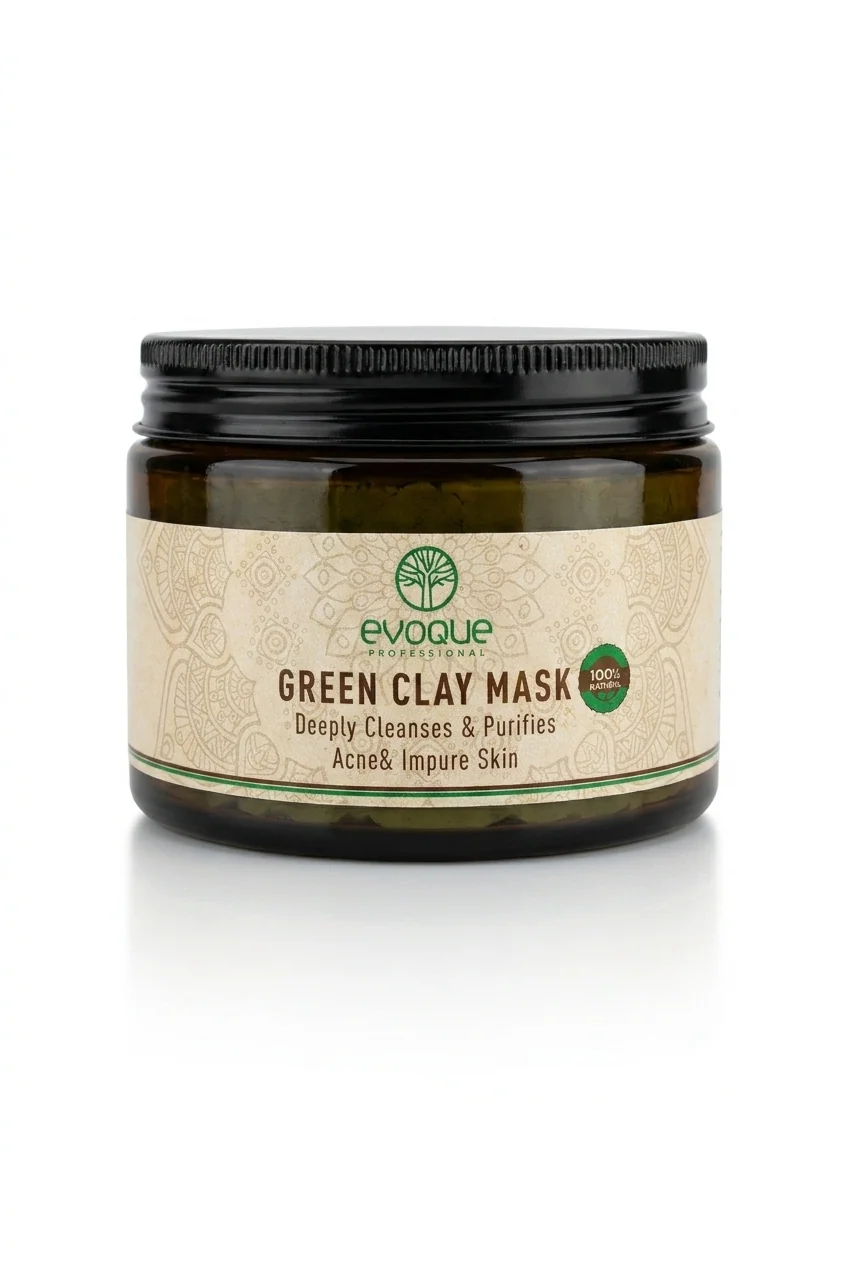 evoque
PROFESSIONAL
GREEN CLAY MASK
100%
Deeply Cleanses & Purifies
Acne& Impure Skin